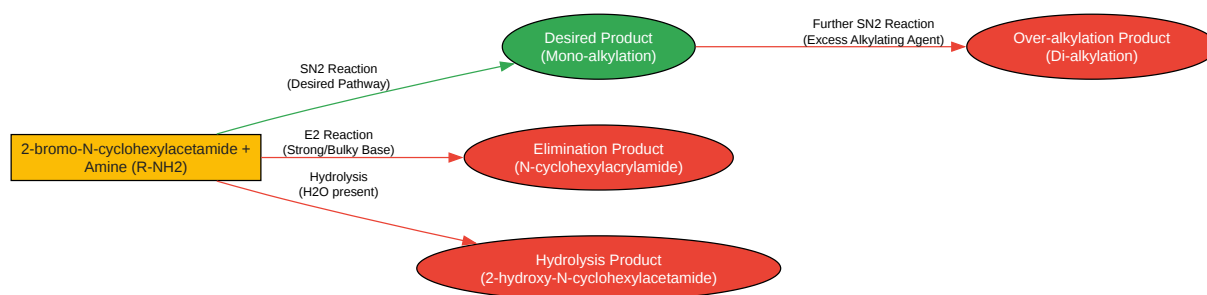 Further SN2 Reaction
(Excess Alkylating Agent)
Desired Product
(Mono-alkylation)
Over-alkylation Product
(Di-alkylation)
SN2 Reaction
(Desired Pathway)
2-bromo-N-cyclohexylacetamide +
Amine (R-NH2)
E2 Reaction
(Strong/Bulky Base)
Elimination Product
(N-cyclohexylacrylamide)
Hydrolysis
(H2O present)
Hydrolysis Product
(2-hydroxy-N-cyclohexylacetamide)